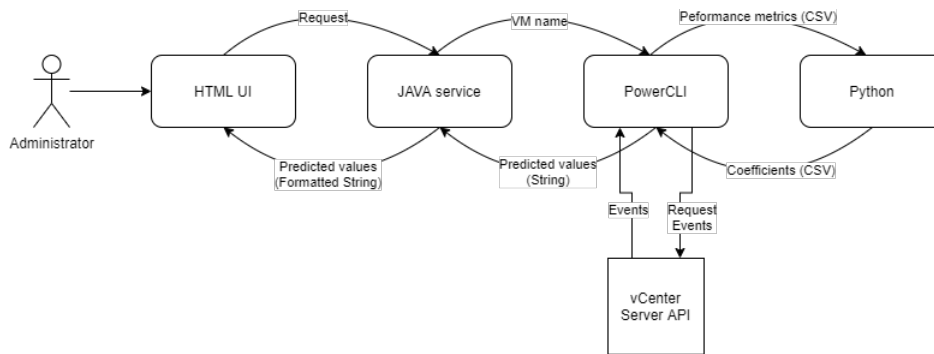 Request
VM name
Peformance metrics (CSV)
HTML UI
JAVA service
PowerCLI
Python
Administrator
Predicted values
(Formatted String)
Predicted values
(String)
Coefficients (CSV)
Events
Request
Events
vCenter
Server API